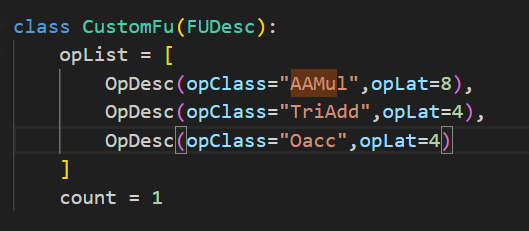 class CustomFu(FUDesc):
    opList = [
        OpDesc(opClass="AAMul",opLat=8),
        OpDesc(opClass="TriAdd",opLat=4),
        OpDesc(opClass="Oacc",opLat=4)
    ]
    count = 1